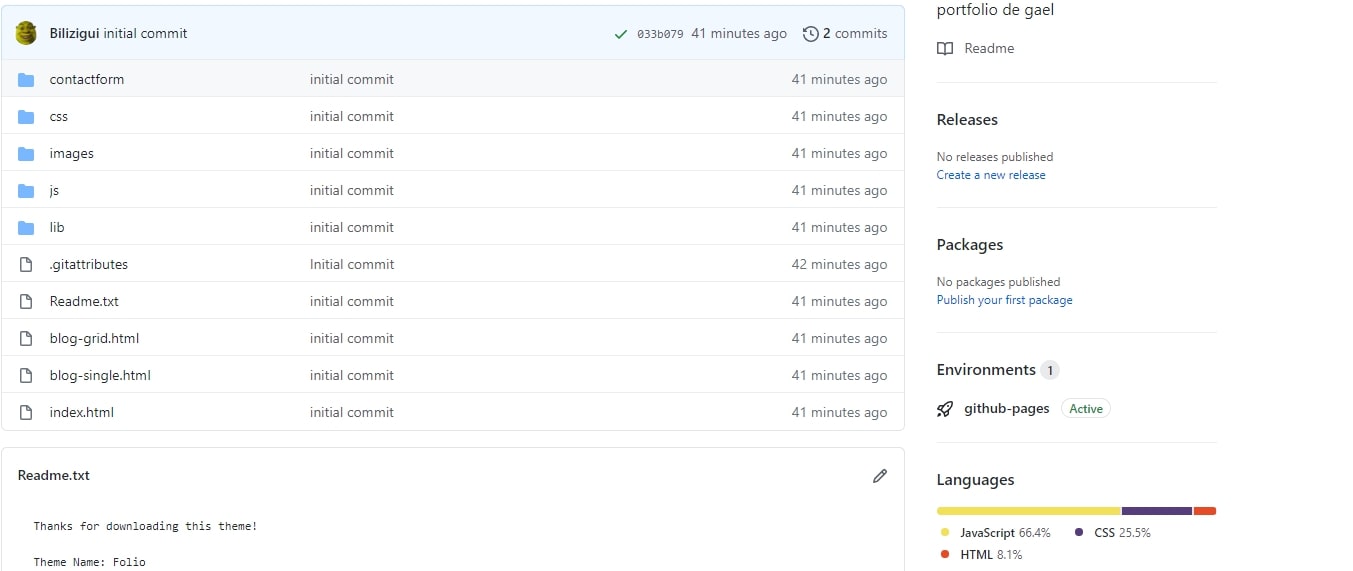 Bilizigui initial commit 033b079 41 minutes ago 2 commits
contactform initial commit 41 minutes ago
css initial commit 41 minutes ago
images initial commit 41 minutes ago
js initial commit 41 minutes ago
lib initial commit 41 minutes ago
.gitattributes Initial commit 42 minutes ago
Readme.txt initial commit 41 minutes ago
blog-grid.html initial commit 41 minutes ago
blog-single.html initial commit 41 minutes ago
index.html initial commit 41 minutes ago
Readme.txt
Thanks for downloading this theme!
Theme Name: Folio
portfolio de gael
Readme
Releases
No releases published
Create a new release
Packages
No packages published
Publish your first package
Environments 1
github-pages Active
Languages
JavaScript 66.4% CSS 25.5%
HTML 8.1%